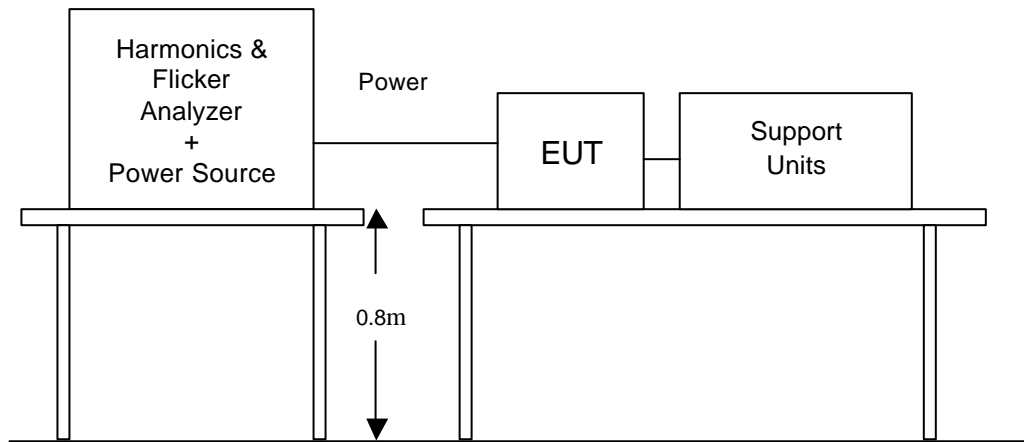 Harmonics &
Flicker
Analyzer
+
Power Source
Power
EUT
Support
Units
0.8m